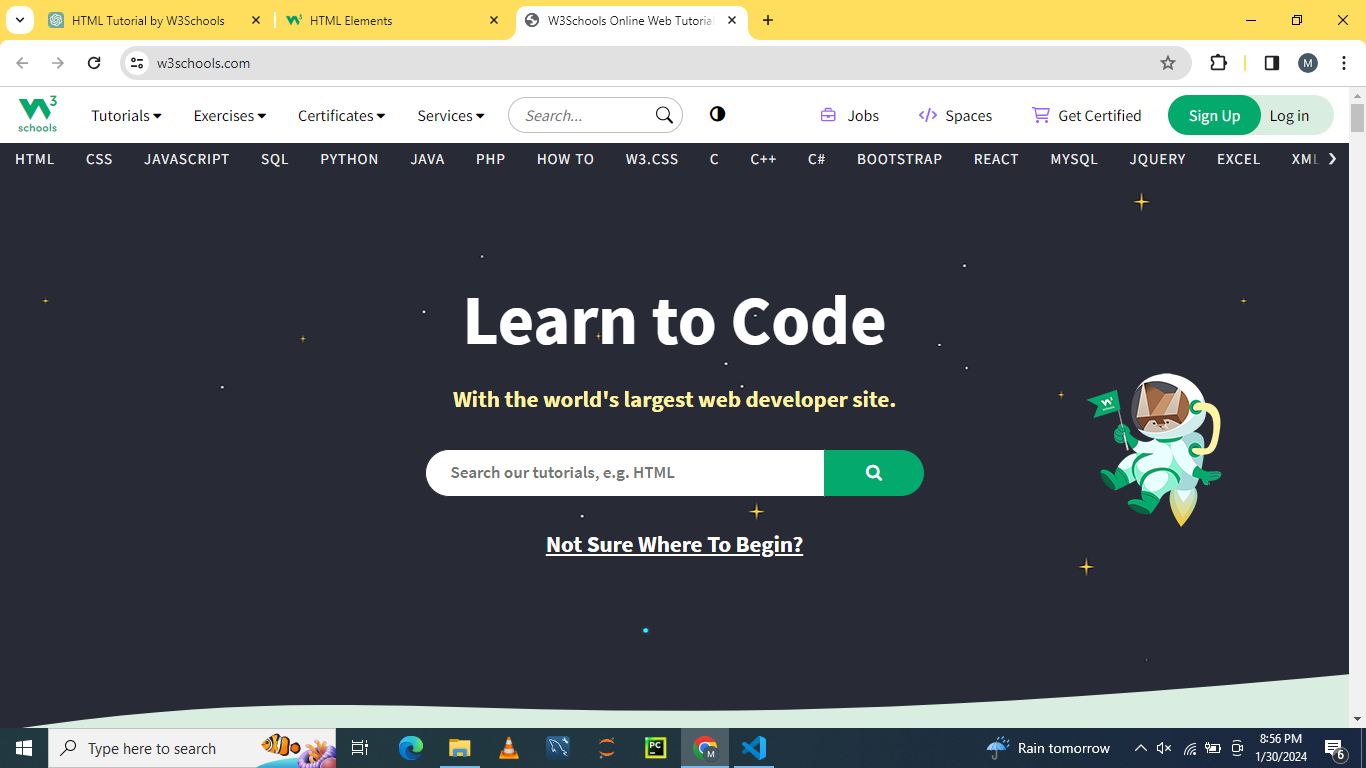 HTML Tutorial by W3Schools
HTML Elements
W3Schools Online Web Tutorial
w3schools.com
M
W3 schools
Tutorials
Exercises
Certificates
Services
Search...
Jobs
Spaces
Get Certified
Sign Up
Log in
HTML CSS JAVASCRIPT SQL PYTHON JAVA PHP HOW TO W3.CSS C C++ C# BOOTSTRAP REACT MYSQL JQUERY EXCEL XML
Learn to Code
With the world's largest web developer site.
Search our tutorials, e.g. HTML
Not Sure Where To Begin?
Type here to search
PC
M
Rain tomorrow
8:56 PM
1/30/2024
6